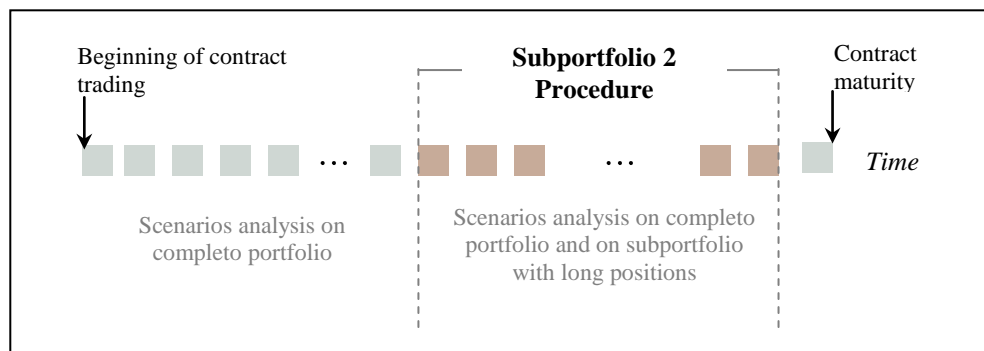 Beginning of contract
trading
Subportfolio 2
Procedure
Contract
maturity
...
...
Time
Scenarios analysis on
completo portfolio
Scenarios analysis on completo
portfolio and on subportfolio
with long positions